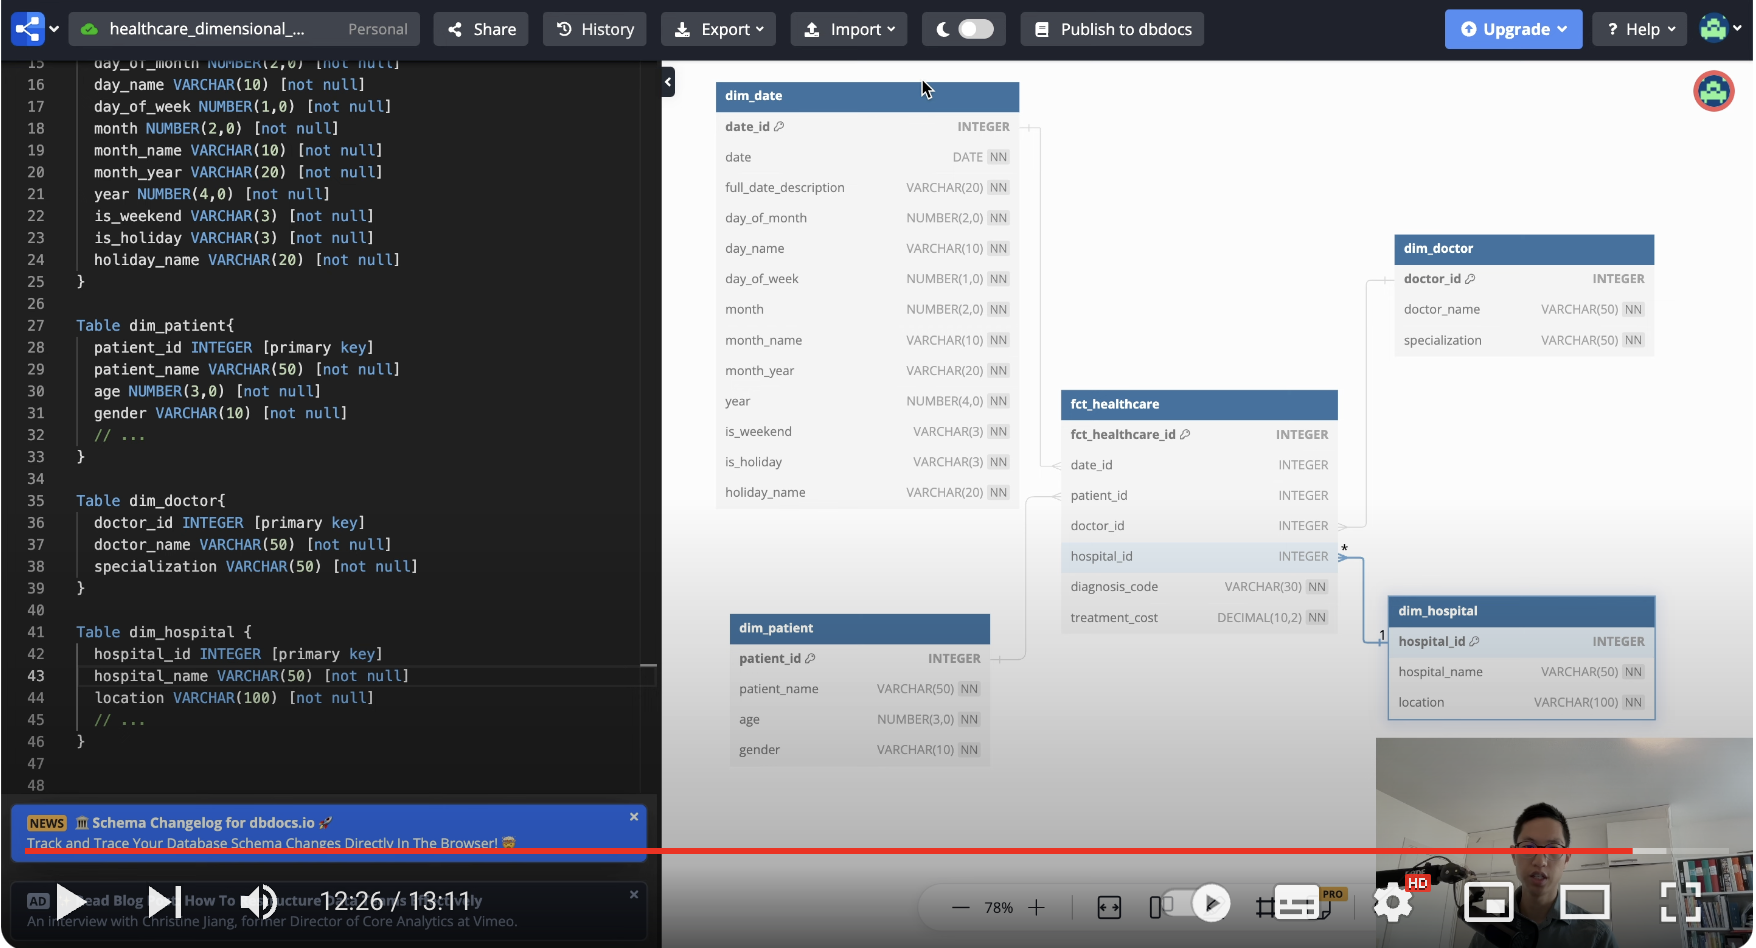 healthcare_dimensional_... Personal Share History Export Import Publish to dbdocs Upgrade ? Help
15 day_of_month NUMBER(2,0) [not null]
16 day_name VARCHAR(10) [not null]
17 day_of_week NUMBER(1,0) [not null]
18 month NUMBER(2,0) [not null]
19 month_name VARCHAR(10) [not null]
20 month_year VARCHAR(20) [not null]
21 year NUMBER(4,0) [not null]
22 is_weekend VARCHAR(3) [not null]
23 is_holiday VARCHAR(3) [not null]
24 holiday_name VARCHAR(20) [not null]
25 }
26
27 Table dim_patient{
28 patient_id INTEGER [primary key]
29 patient_name VARCHAR(50) [not null]
30 age NUMBER(3,0) [not null]
31 gender VARCHAR(10) [not null]
32 // ...
33 }
34
35 Table dim_doctor{
36 doctor_id INTEGER [primary key]
37 doctor_name VARCHAR(50) [not null]
38 specialization VARCHAR(50) [not null]
39 }
40
41 Table dim_hospital {
42 hospital_id INTEGER [primary key]
43 hospital_name VARCHAR(50) [not null]
44 location VARCHAR(100) [not null]
45 // ...
46 }
47
48
NEWS 🏛️ Schema Changelog for dbdocs.io 🚀
Track and Trace Your Database Schema Changes Directly In The Browser! 🤯
AD Read Blog How To Structure Data Effectively
An interview with Christine Jiang, former Director of Core Analytics at Vimeo.
12:26 / 13:11
dim_date
date_id INTEGER
date DATE NN
full_date_description VARCHAR(20) NN
day_of_month NUMBER(2,0) NN
day_name VARCHAR(10) NN
day_of_week NUMBER(1,0) NN
month NUMBER(2,0) NN
month_name VARCHAR(10) NN
month_year VARCHAR(20) NN
year NUMBER(4,0) NN
is_weekend VARCHAR(3) NN
is_holiday VARCHAR(3) NN
holiday_name VARCHAR(20) NN
dim_patient
patient_id INTEGER
patient_name VARCHAR(50) NN
age NUMBER(3,0) NN
gender VARCHAR(10) NN
fct_healthcare
fct_healthcare_id INTEGER
date_id INTEGER
patient_id INTEGER
doctor_id INTEGER
hospital_id INTEGER *
diagnosis_code VARCHAR(30) NN
treatment_cost DECIMAL(10,2) NN
dim_doctor
doctor_id INTEGER
doctor_name VARCHAR(50) NN
specialization VARCHAR(50) NN
dim_hospital
1 hospital_id INTEGER
hospital_name VARCHAR(50) NN
location VARCHAR(100) NN
78% PRO HD